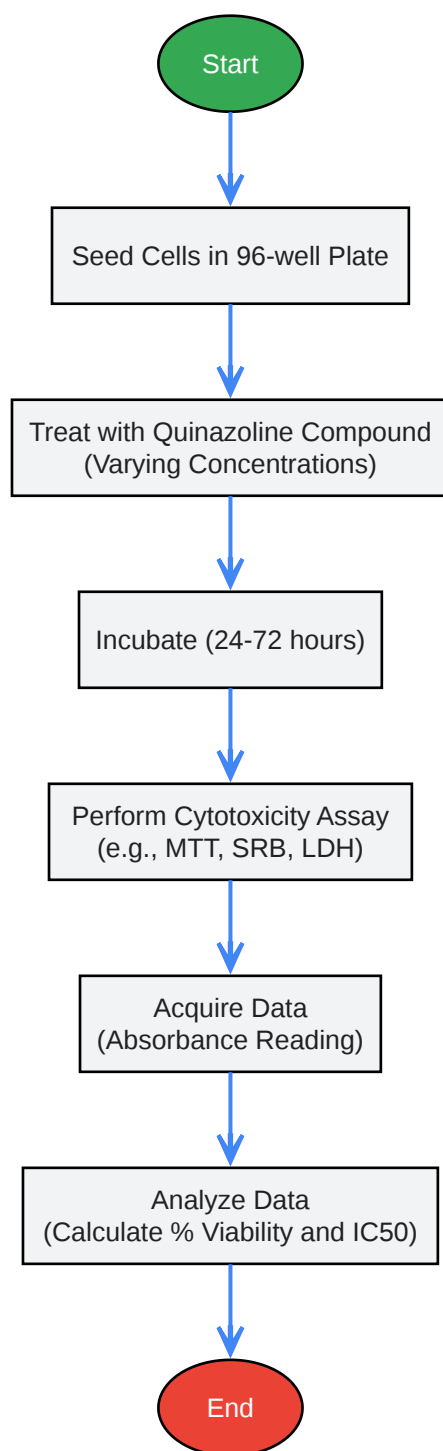 Start
Seed Cells in 96-well Plate
Treat with Quinazoline Compound
(Varying Concentrations)
Incubate (24-72 hours)
Perform Cytotoxicity Assay
(e.g., MTT, SRB, LDH)
Acquire Data
(Absorbance Reading)
Analyze Data
(Calculate % Viability and IC50)
End